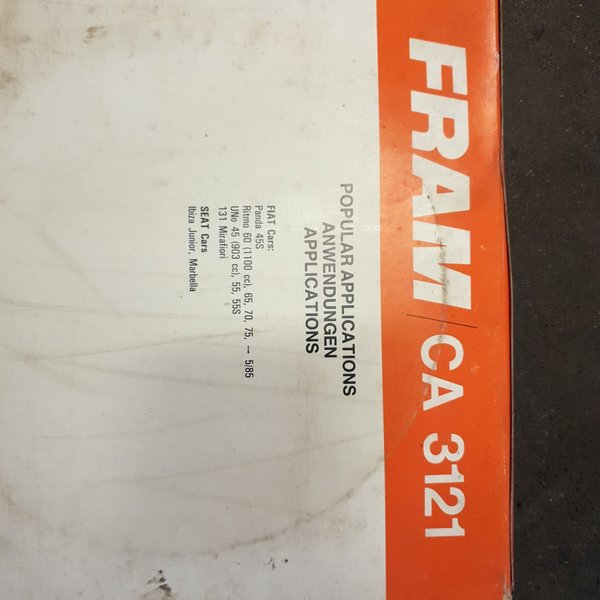 FRAM / CA 3121
POPULAR APPLICATIONS
ANWENDUNGEN
APPLICATIONS
FIAT Cars:
Panda 45S
Ritmo 60 (1100 cc), 65, 70, 75, → 5/85
UNo 45 (903 cc), 55, 55S
131 Mirafiori
SEAT Cars
Ibiza Junior, Marbella